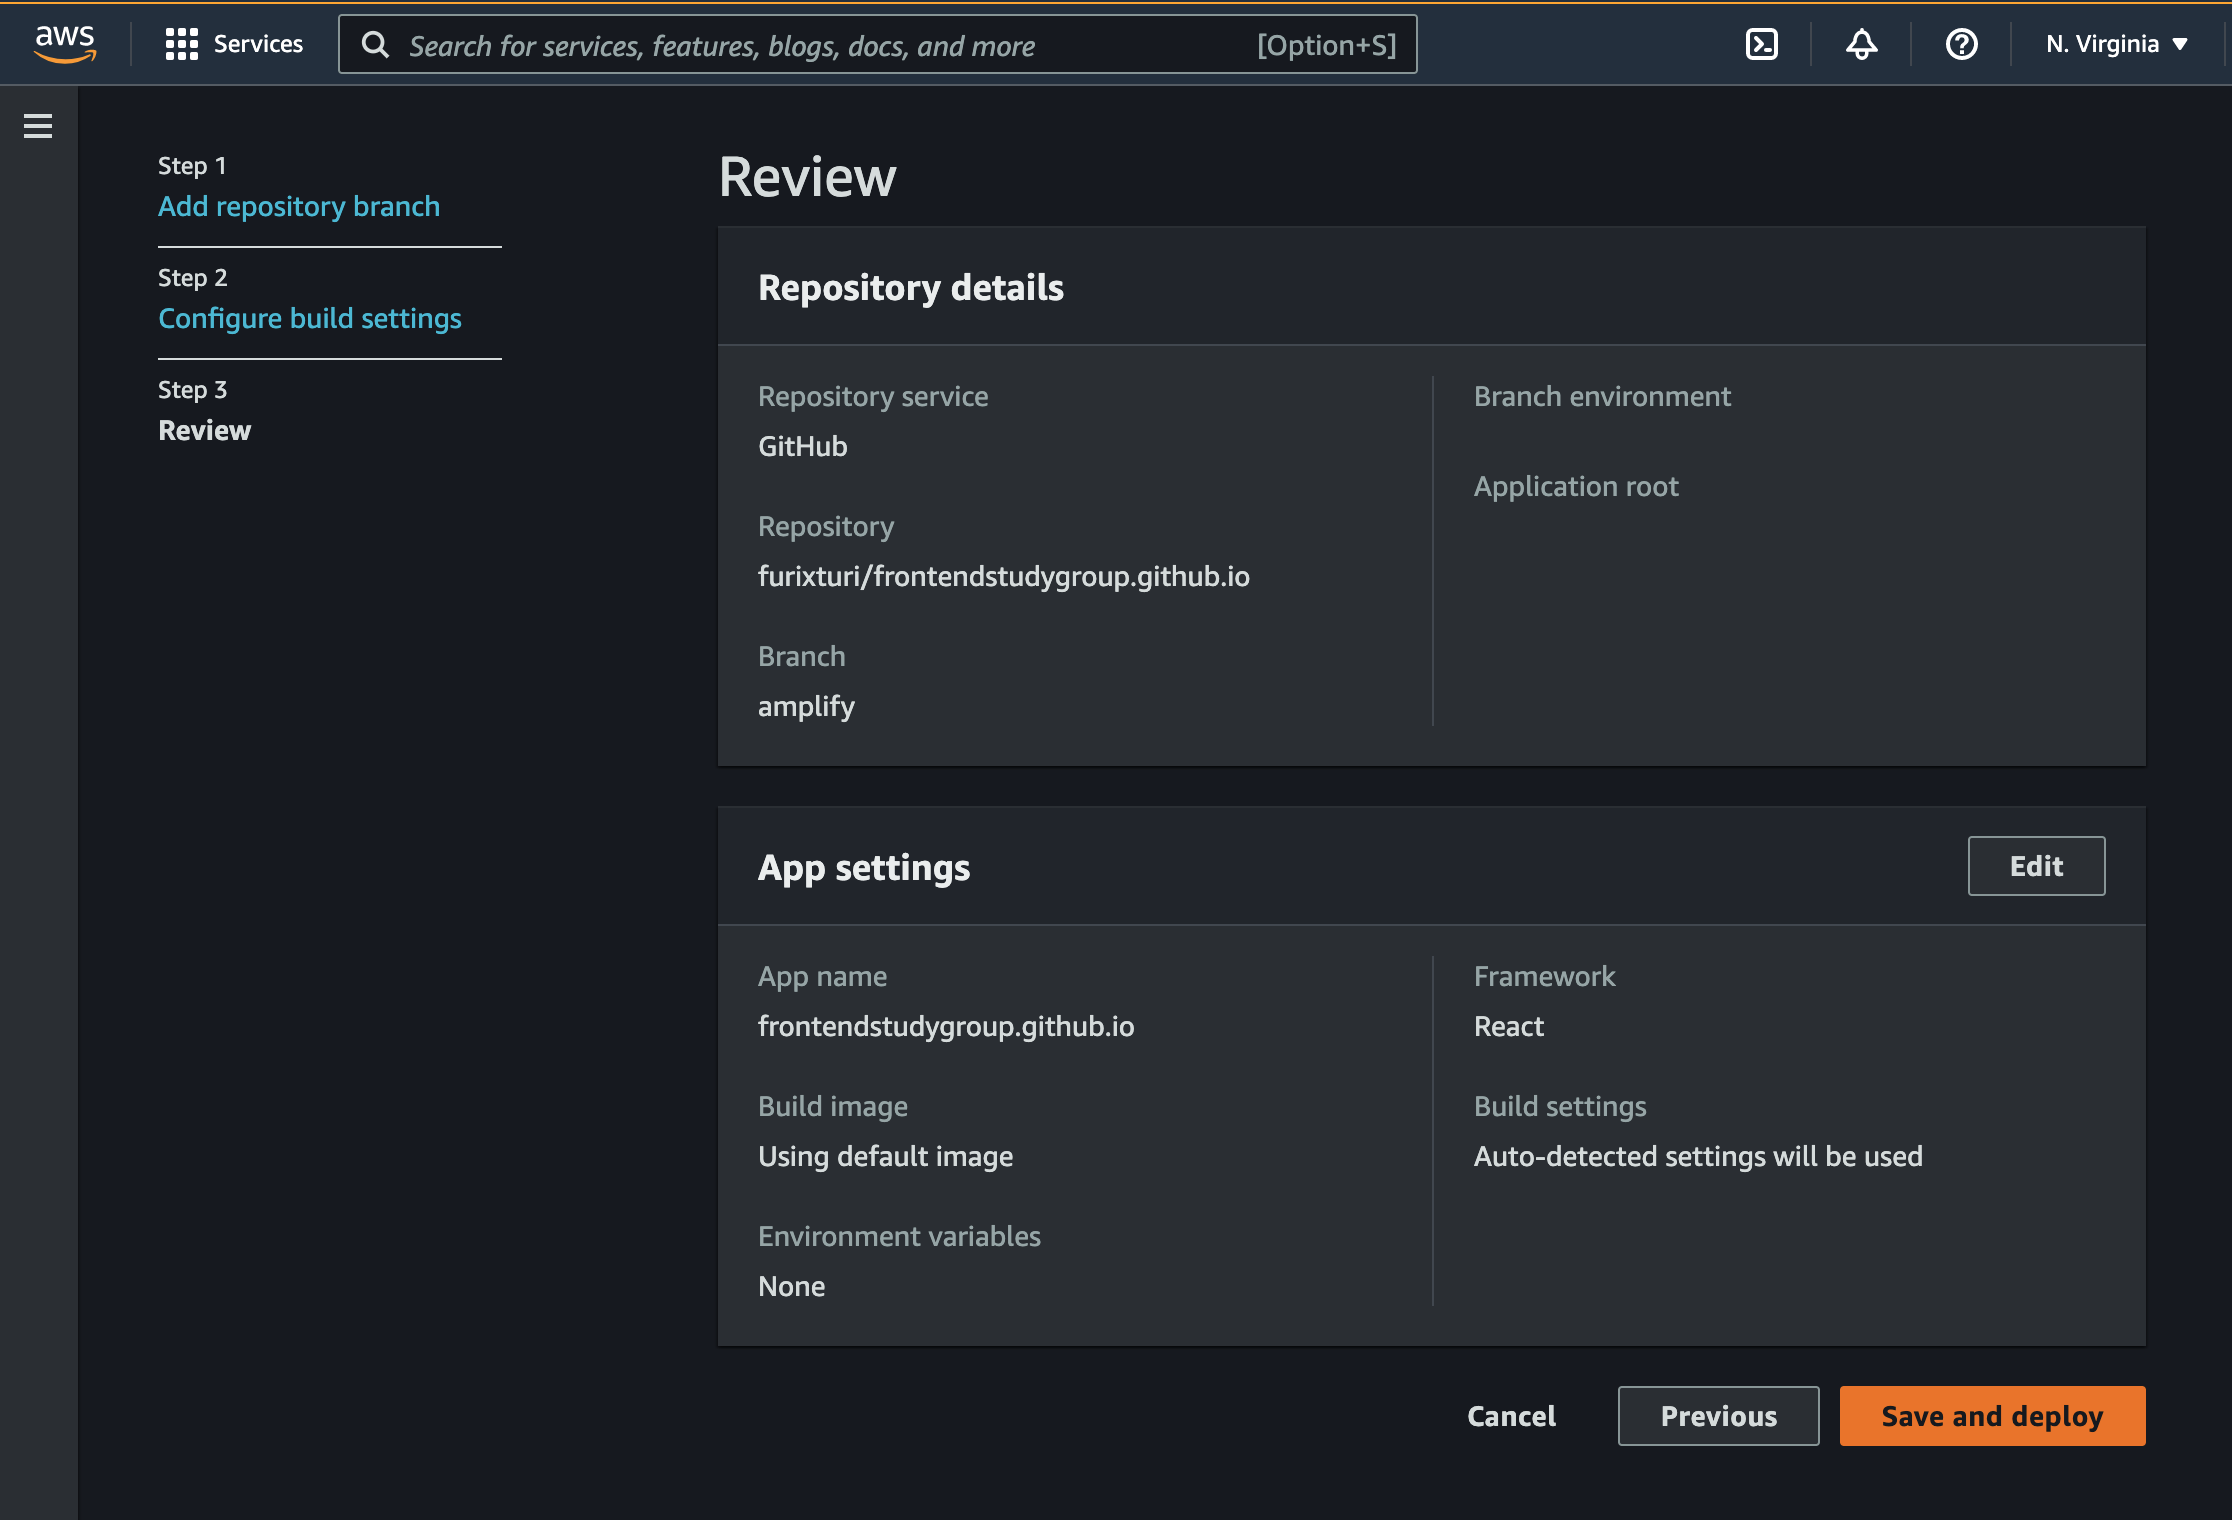 aws
Services
Search for services, features, blogs, docs, and more
[Option+S]
N. Virginia
Step 1
Add repository branch
Step 2
Configure build settings
Step 3
Review
Review
Repository details
Repository service
GitHub
Repository
furixturi/frontendstudygroup.github.io
Branch
amplify
Branch environment
Application root
App settings
Edit
App name
frontendstudygroup.github.io
Build image
Using default image
Environment variables
None
Framework
React
Build settings
Auto-detected settings will be used
Cancel
Previous
Save and deploy